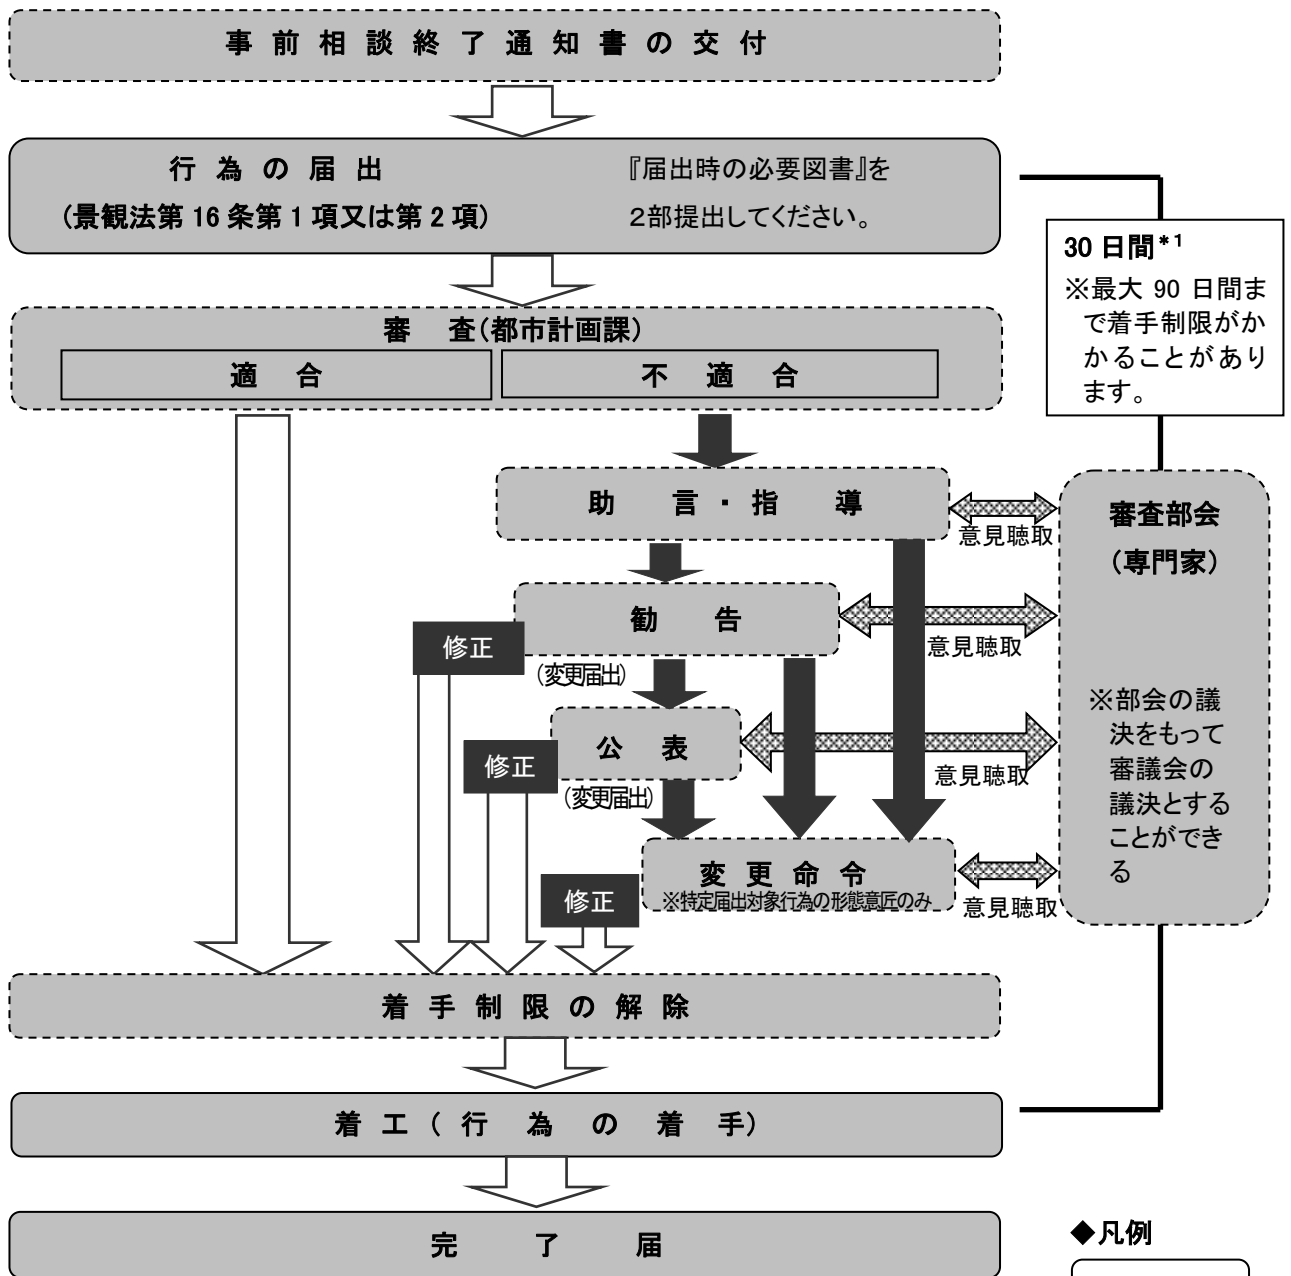 事前相談終了通知書の交付
行為の届出
(景観法第16条第1項又は第2項)
『届出時の必要図書』を
２部提出してください。
30日間*1
※最大 90 日間ま
で着手制限がか
かることがあり
ます。
審　査(都市計画課)
適　合
不　適　合
助　言・指　導
意見聴取
審査部会
(専門家)
勧　告
意見聴取
修正
(変更届出)
※部会の議
決をもって
審議会の
議決とする
ことができ
る
公　表
意見聴取
修正
(変更届出)
変更命令
※特定届出対象行為の形態意匠のみ
意見聴取
修正
着手制限の解除
着工(行為の着手)
完　了　届
◆凡例